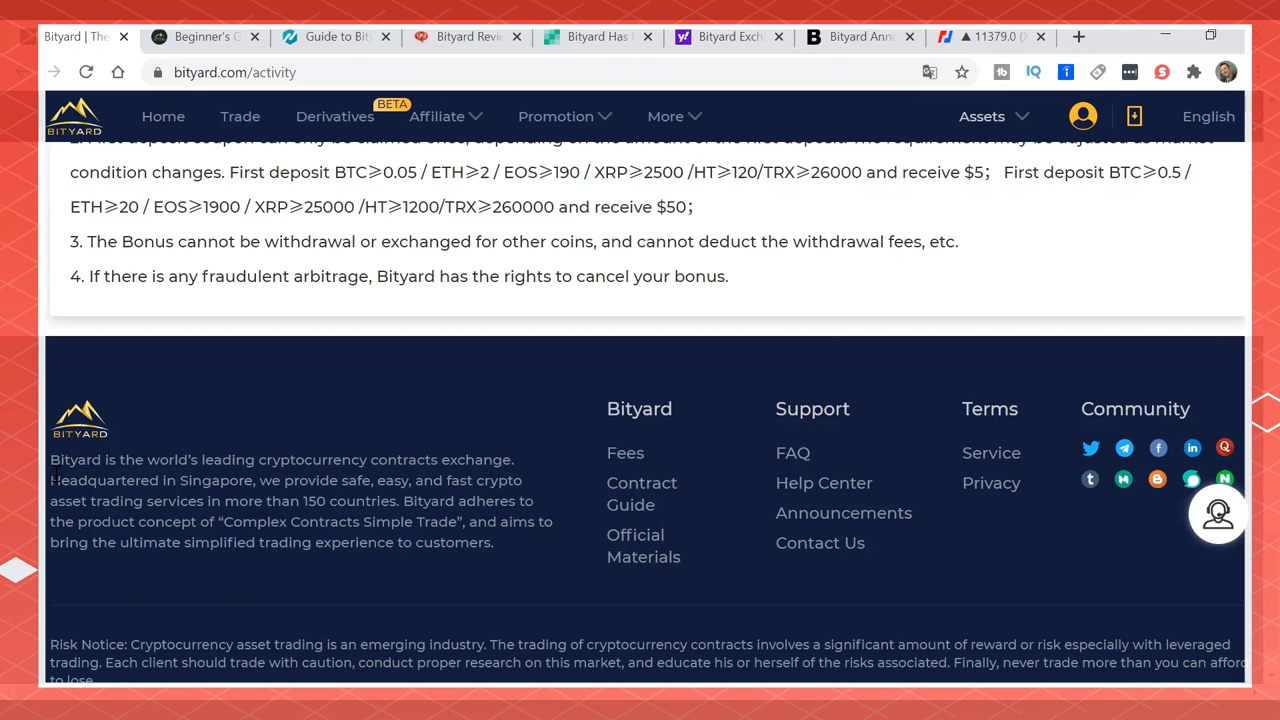 Bityard | The
Beginner's G
Guide to Bit
Bityard Revi
Bityard Has
Bityard Exc
Bityard Ann
▲ 11379.0 (
bityard.com/activity
BITYARD
Home
Trade
Derivatives
BETA
Affiliate
Promotion
More
Assets
English
condition changes. First deposit BTC≥0.05 / ETH≥2 / EOS≥190 / XRP≥2500 /HT≥120/TRX≥26000 and receive $5； First deposit BTC≥0.5 /
ETH≥20 / EOS≥1900 / XRP≥25000 /HT≥1200/TRX≥260000 and receive $50；
3. The Bonus cannot be withdrawal or exchanged for other coins, and cannot deduct the withdrawal fees, etc.
4. If there is any fraudulent arbitrage, Bityard has the rights to cancel your bonus.
BITYARD
Bityard is the world's leading cryptocurrency contracts exchange.
Headquartered in Singapore, we provide safe, easy, and fast crypto
asset trading services in more than 150 countries. Bityard adheres to
the product concept of “Complex Contracts Simple Trade”, and aims to
bring the ultimate simplified trading experience to customers.
Bityard
Fees
Contract
Guide
Official
Materials
Support
FAQ
Help Center
Announcements
Contact Us
Terms
Service
Privacy
Community
Risk Notice: Cryptocurrency asset trading is an emerging industry. The trading of cryptocurrency contracts involves a significant amount of reward or risk especially with leveraged
trading. Each client should trade with caution, conduct proper research on this market, and educate his or herself of the risks associated. Finally, never trade more than you can afford
to lose.